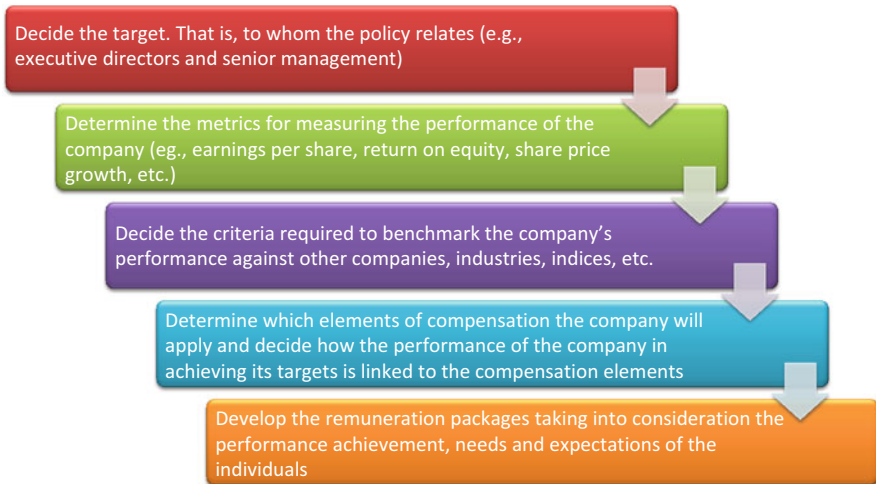 Decide the target. That is, to whom the policy relates (e.g.,
executive directors and senior management)
Determine the metrics for measuring the performance of the
company (eg., earnings per share, return on equity, share price
growth, etc.)
Decide the criteria required to benchmark the company’s
performance against other companies, industries, indices, etc.
Determine which elements of compensation the company will
apply and decide how the performance of the company in
achieving its targets is linked to the compensation elements
Develop the remuneration packages taking into consideration the
performance achievement, needs and expectations of the
individuals